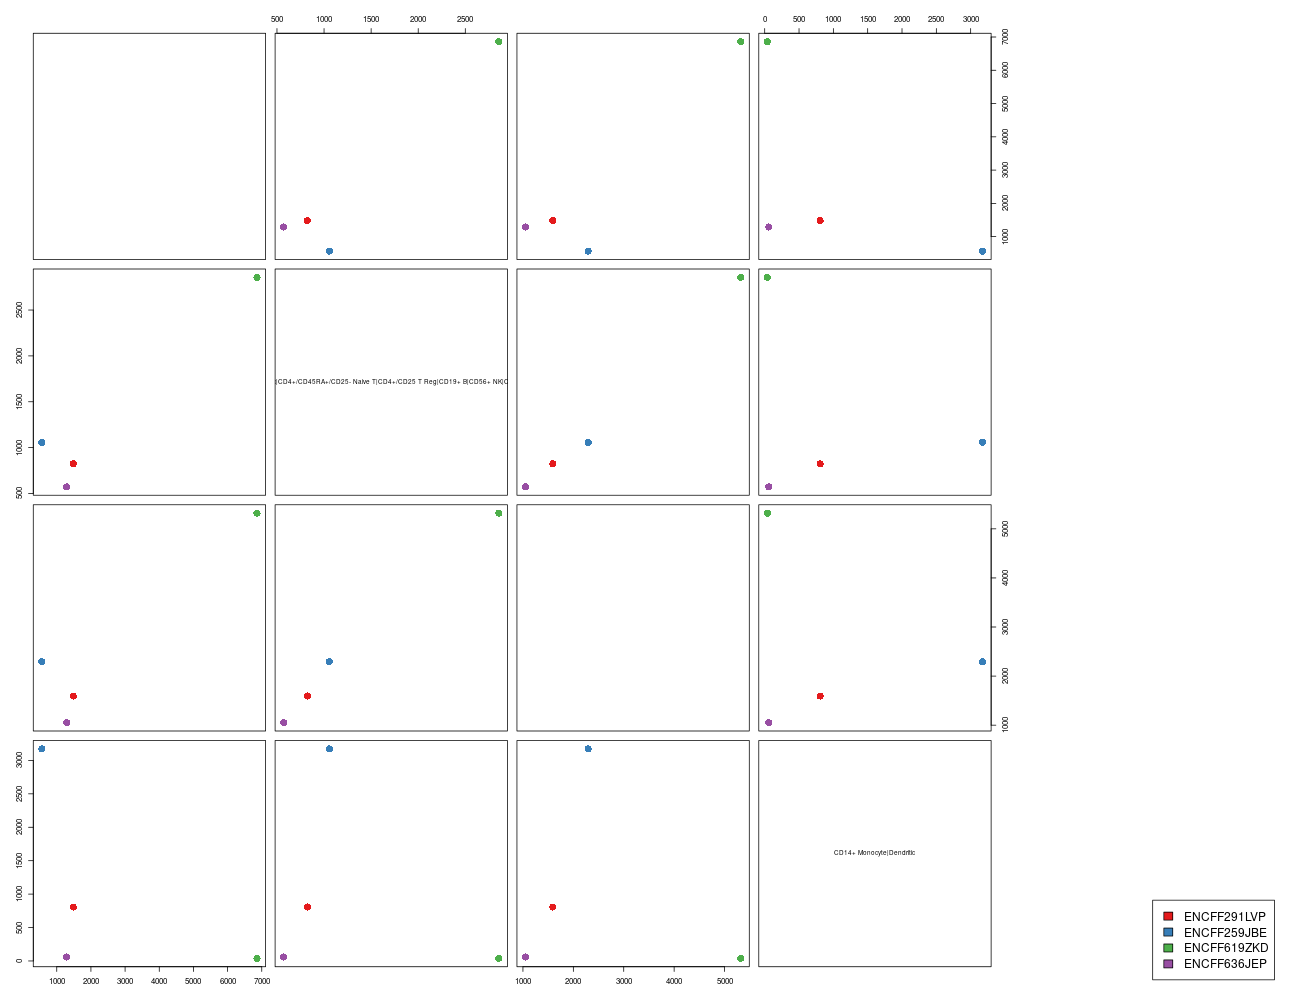 500 1000 1500 2000 2500
0 500 1000 1500 2000 2500 3000
7000
6000
5000
4000
3000
2000
1000
2500
2000
1500
1000
500
|CD4+/CD45RA+/CD25- Naive T|CD4+/CD25 T Reg|CD19+ B|CD56+ NK|C
5000
4000
3000
2000
1000
3000
2500
2000
1500
1000
500
0
CD14+ Monocyte|Dendritic
1000 2000 3000 4000 5000 6000 7000
1000 2000 3000 4000 5000
ENCFF291LVP
ENCFF259JBE
ENCFF619ZKD
ENCFF636JEP